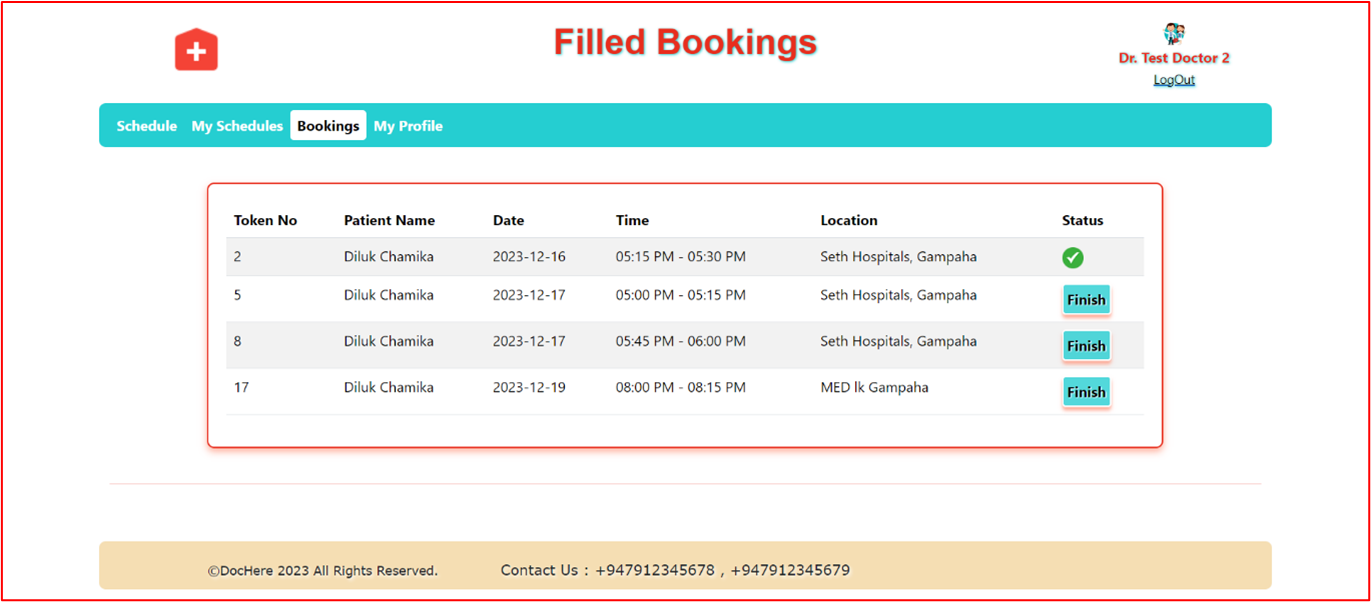 Filled Bookings
Dr. Test Doctor 2
LogOut
Schedule My Schedules Bookings My Profile
Token No Patient Name Date Time Location Status
2 Diluk Chamika 2023-12-16 05:15 PM - 05:30 PM Seth Hospitals, Gampaha
5 Diluk Chamika 2023-12-17 05:00 PM - 05:15 PM Seth Hospitals, Gampaha Finish
8 Diluk Chamika 2023-12-17 05:45 PM - 06:00 PM Seth Hospitals, Gampaha Finish
17 Diluk Chamika 2023-12-19 08:00 PM - 08:15 PM MED lk Gampaha Finish
©DocHere 2023 All Rights Reserved. Contact Us : +947912345678 , +947912345679